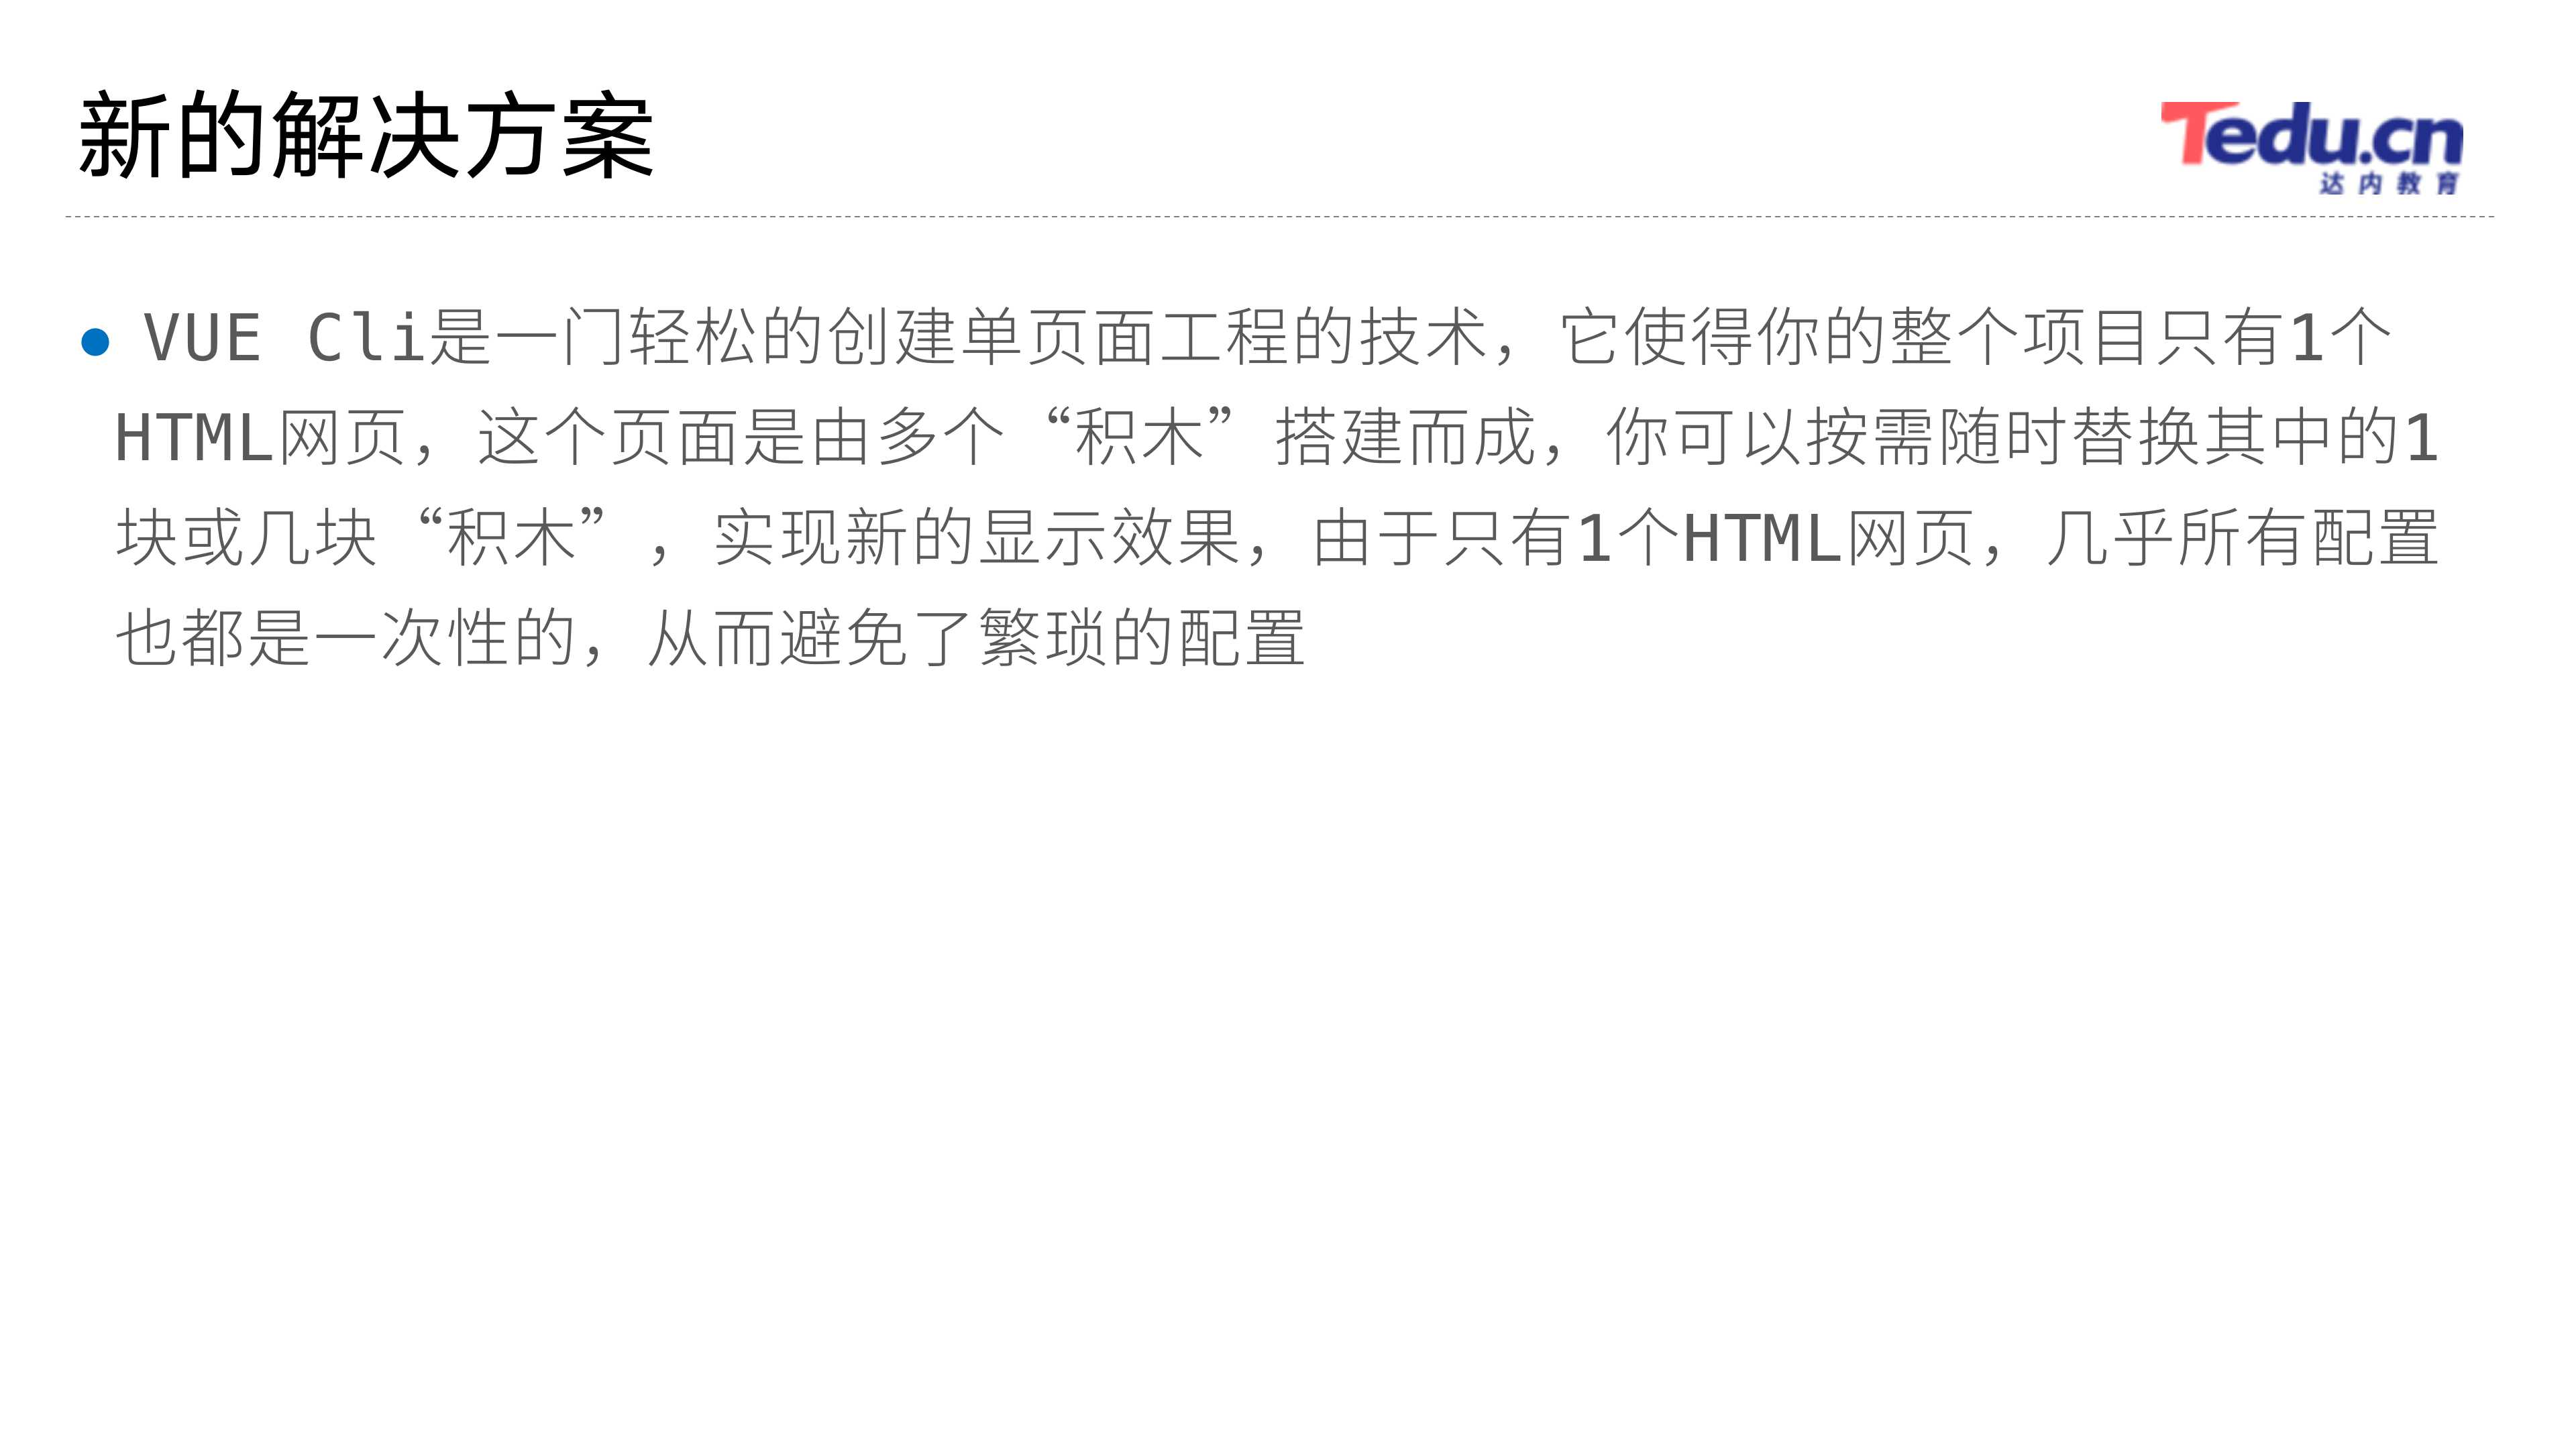 新的解决方案
Tedu.cn
达内教育
● VUE Cli是一门轻松的创建单页面工程的技术，它使得你的整个项目只有1个
HTML网页，这个页面是由多个“积木”搭建而成，你可以按需随时替换其中的1
块或几块“积木”，实现新的显示效果，由于只有1个HTML网页，几乎所有配置
也都是一次性的，从而避免了繁琐的配置